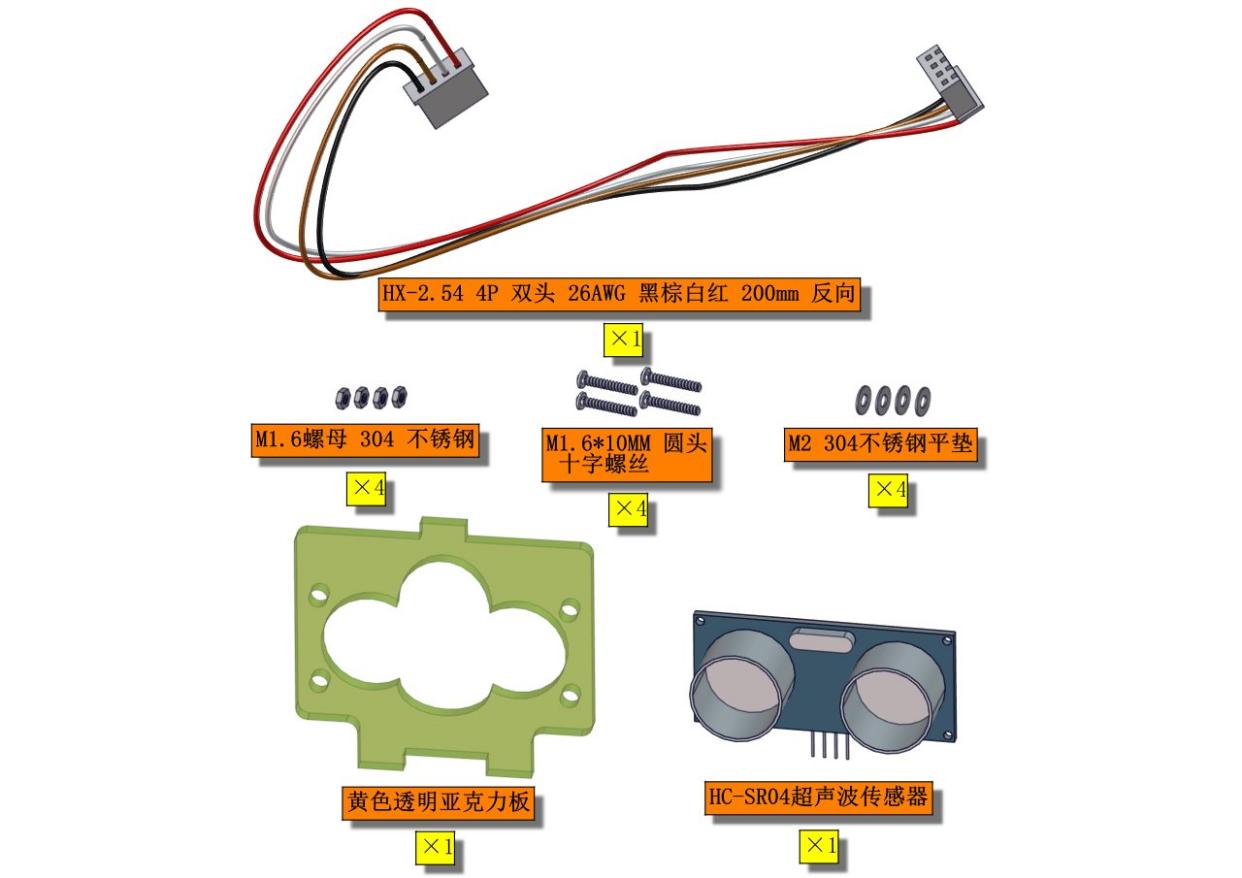 HX-2.54 4P 双头 26AWG 黑棕白红 200mm 反向
×1
M1.6螺母 304 不锈钢
×4
M1.6*10MM 圆头
十字螺丝
×4
M2 304不锈钢平垫
×4
黄色透明亚克力板
×1
HC-SR04超声波传感器
×1